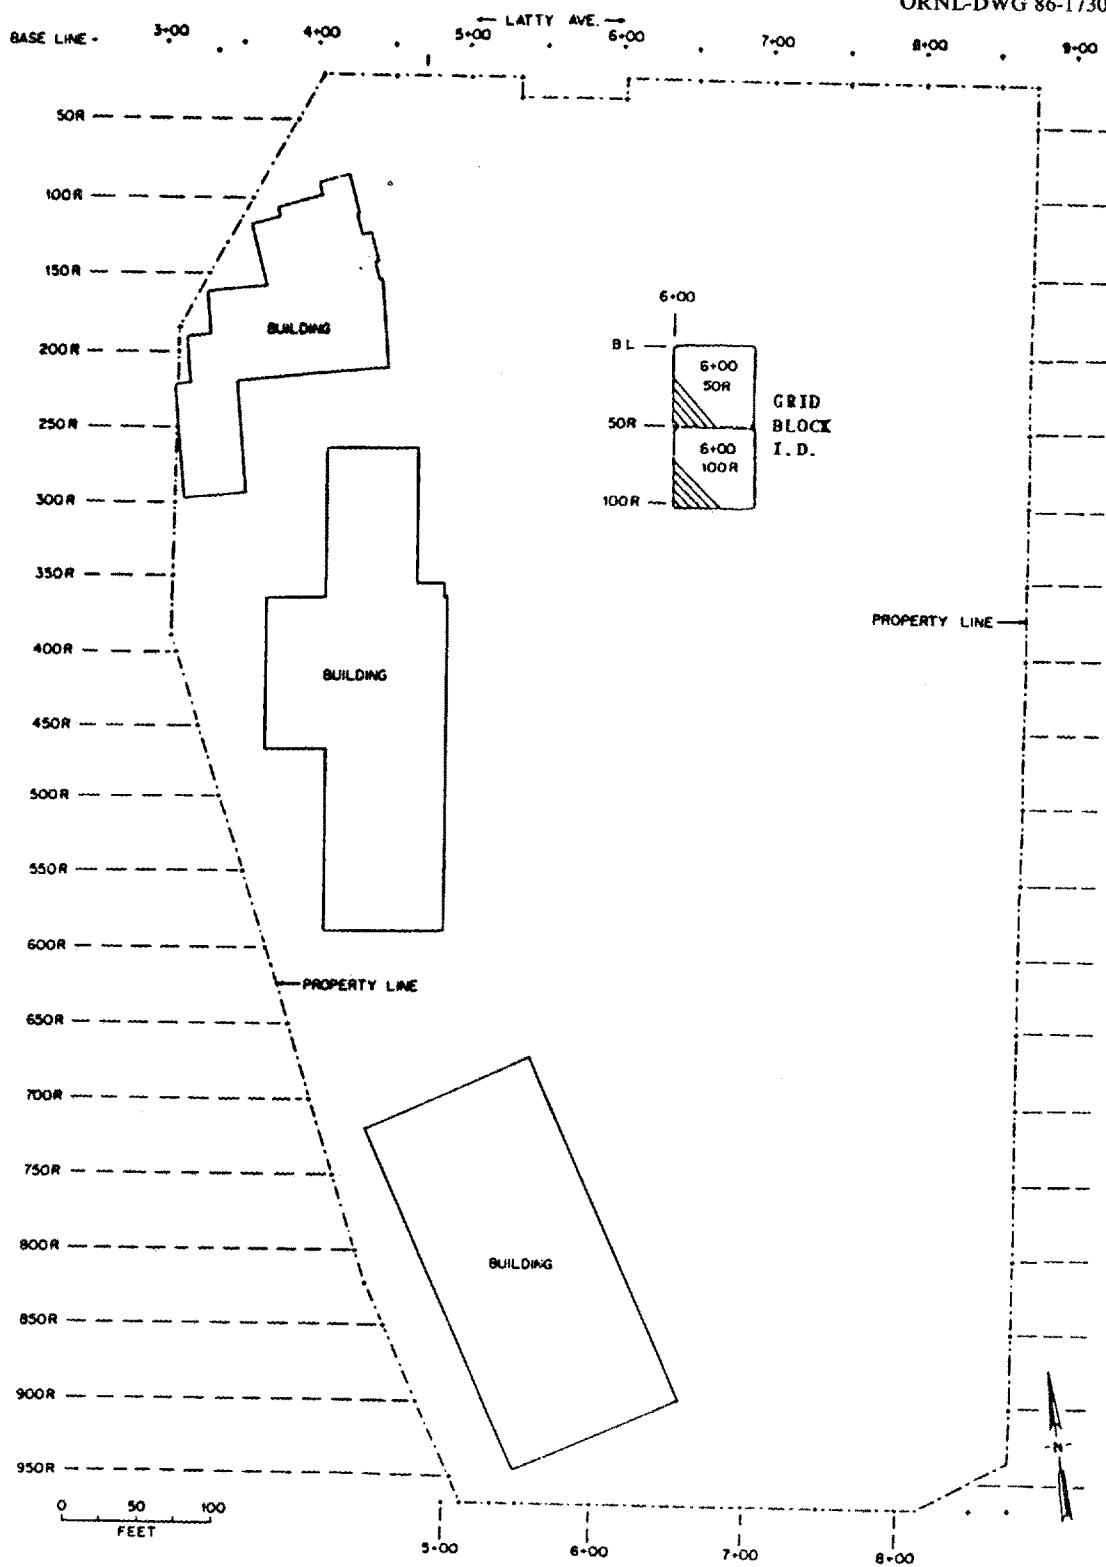 ORNL-DWG 86-1730
← LATTY AVE. →
BASE LINE - 3+00 4+00 5+00 6+00 7+00 8+00 9+00
50R
100R
150R
6+00
BUILDING
200R
BL
6+00
50R
GRID
BLOCK
I.D.
250R
50R
6+00
100R
300R
100R
350R
PROPERTY LINE
400R
BUILDING
450R
500R
550R
600R
PROPERTY LINE
650R
700R
750R
800R
BUILDING
850R
900R
N
950R
0 50 100
FEET
5+00 6+00 7+00 8+00